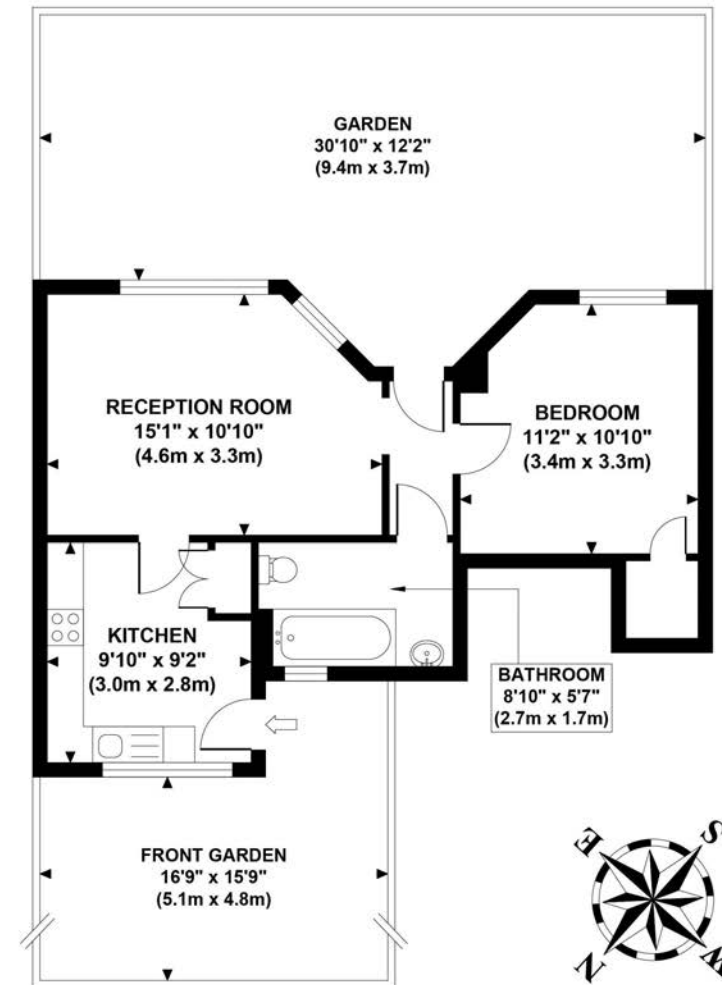 GARDEN
30'10" x 12'2"
(9.4m x 3.7m)
RECEPTION ROOM
15'1" x 10'10"
(4.6m x 3.3m)
BEDROOM
11'2" x 10'10"
(3.4m x 3.3m)
KITCHEN
9'10" x 9'2"
(3.0m x 2.8m)
BATHROOM
8'10" x 5'7"
(2.7m x 1.7m)
FRONT GARDEN
16'9" x 15'9"
(5.1m x 4.8m)
E
S
N
W